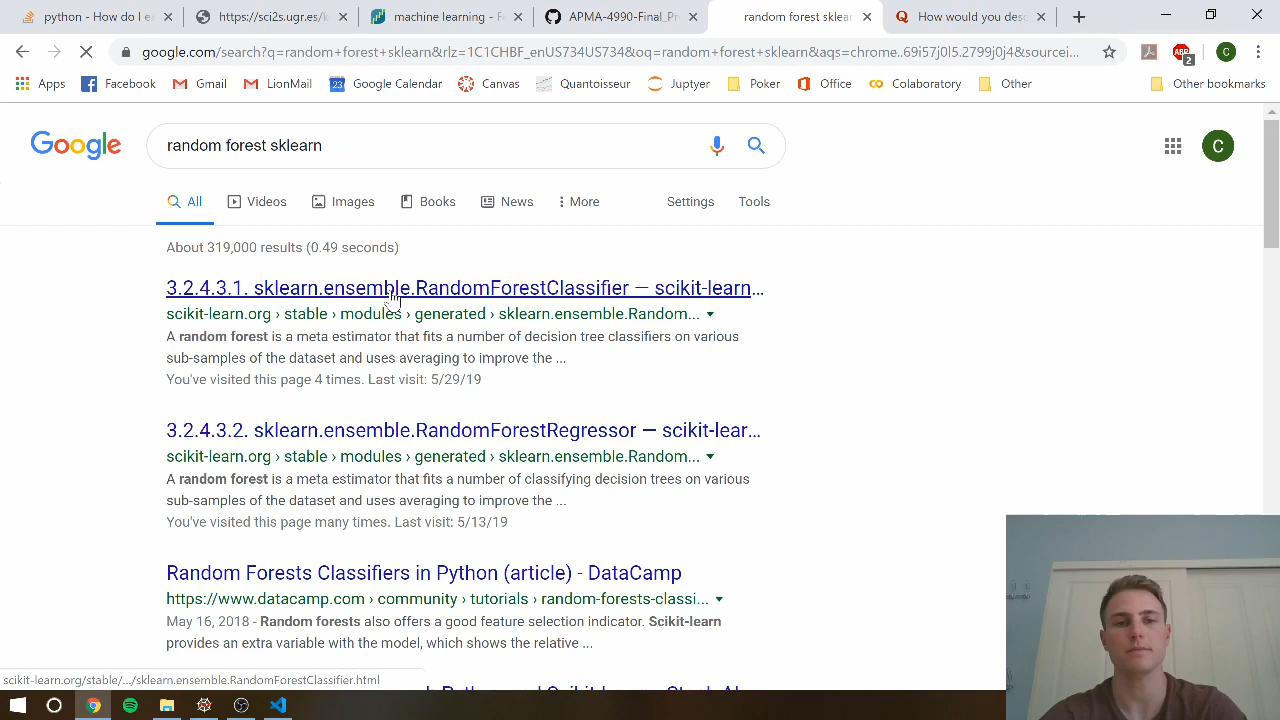 python - How do I e
https://sci2s.ugr.es/k
machine learning - F
APMA-4990-Final_Pr
random forest sklea
How would you desc
google.com/search?q=random+forest+sklearn&rlz=1C1CHBF_enUS734US734&oq=random+forest+sklearn&aqs=chrome..69i57j0l5.2799j0j4&sourcei...
2
C
Apps
Facebook
Gmail
LionMail
23
Google Calendar
Canvas
Quantoisseur
Juptyer
Poker
Office
Colaboratory
Other
Other bookmarks
Google
random forest sklearn
C
All
Videos
Images
Books
News
More
Settings
Tools
About 319,000 results (0.49 seconds)
3.2.4.3.1. sklearn.ensemble.RandomForestClassifier — scikit-learn...
scikit-learn.org › stable › modules › generated › sklearn.ensemble.Random...
A random forest is a meta estimator that fits a number of decision tree classifiers on various
sub-samples of the dataset and uses averaging to improve the ...
You've visited this page 4 times. Last visit: 5/29/19
3.2.4.3.2. sklearn.ensemble.RandomForestRegressor — scikit-lear...
scikit-learn.org › stable › modules › generated › sklearn.ensemble.Random...
A random forest is a meta estimator that fits a number of classifying decision trees on various
sub-samples of the dataset and uses averaging to improve the ...
You've visited this page many times. Last visit: 5/13/19
Random Forests Classifiers in Python (article) - DataCamp
https://www.datacamp.com › community › tutorials › random-forests-classi...
May 16, 2018 - Random forests also offers a good feature selection indicator. Scikit-learn
provides an extra variable with the model, which shows the relative ...
scikit-learn.org/stable/.../sklearn.ensemble.RandomForestClassifier.html